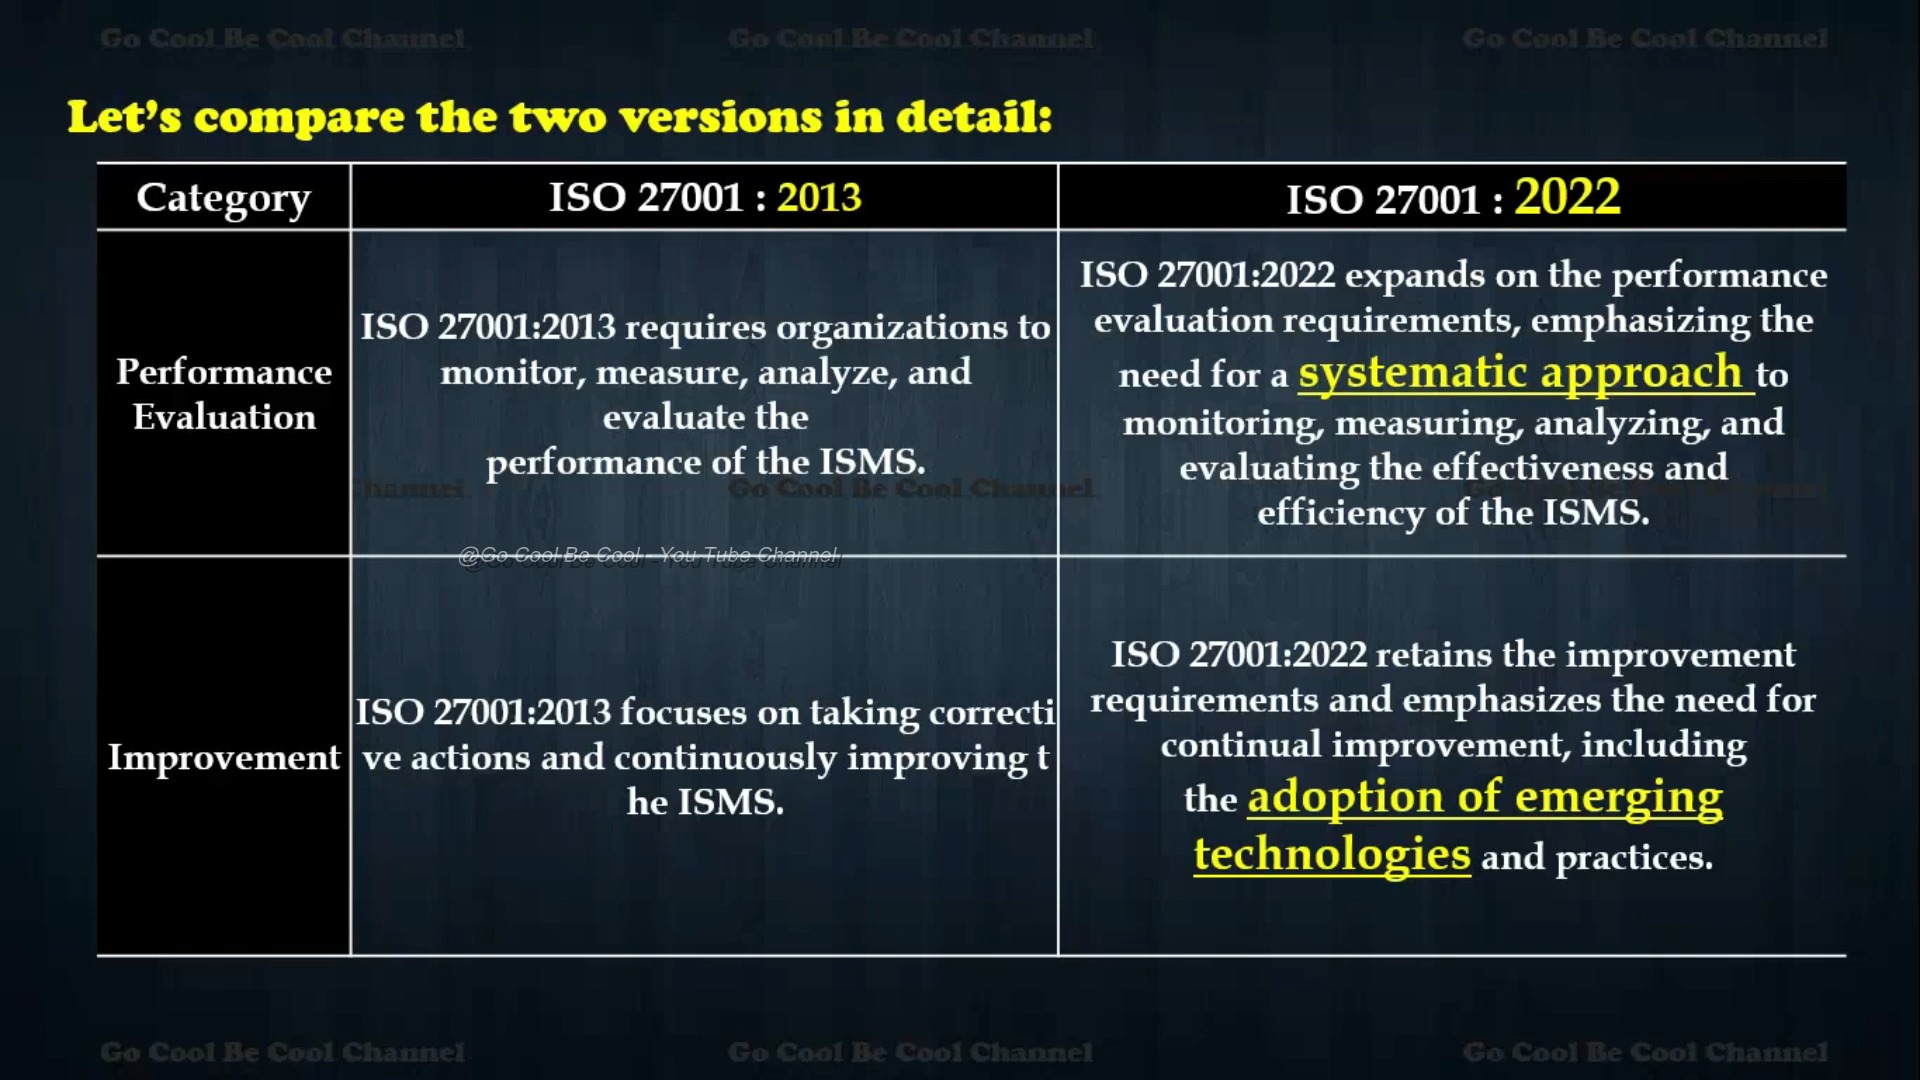 Go Cool Be Cool Channel
Go Cool Be Cool Channel
Go Cool Be Cool Channel
Let's compare the two versions in detail:
Category
ISO 27001 : 2013
ISO 27001 : 2022
Performance
Evaluation
ISO 27001:2013 requires organizations to
monitor, measure, analyze, and
evaluate the
performance of the ISMS.
ISO 27001:2022 expands on the performance
evaluation requirements, emphasizing the
need for a systematic approach to
monitoring, measuring, analyzing, and
evaluating the effectiveness and
efficiency of the ISMS.
Channel
Go Cool Be Cool Channel
@Go Cool Be Cool - You Tube Channel
Improvement
ISO 27001:2013 focuses on taking correcti
ve actions and continuously improving t
he ISMS.
ISO 27001:2022 retains the improvement
requirements and emphasizes the need for
continual improvement, including
the adoption of emerging
technologies and practices.
Go Cool Be Cool Channel
Go Cool Be Cool Channel
Go Cool Be Cool Channel